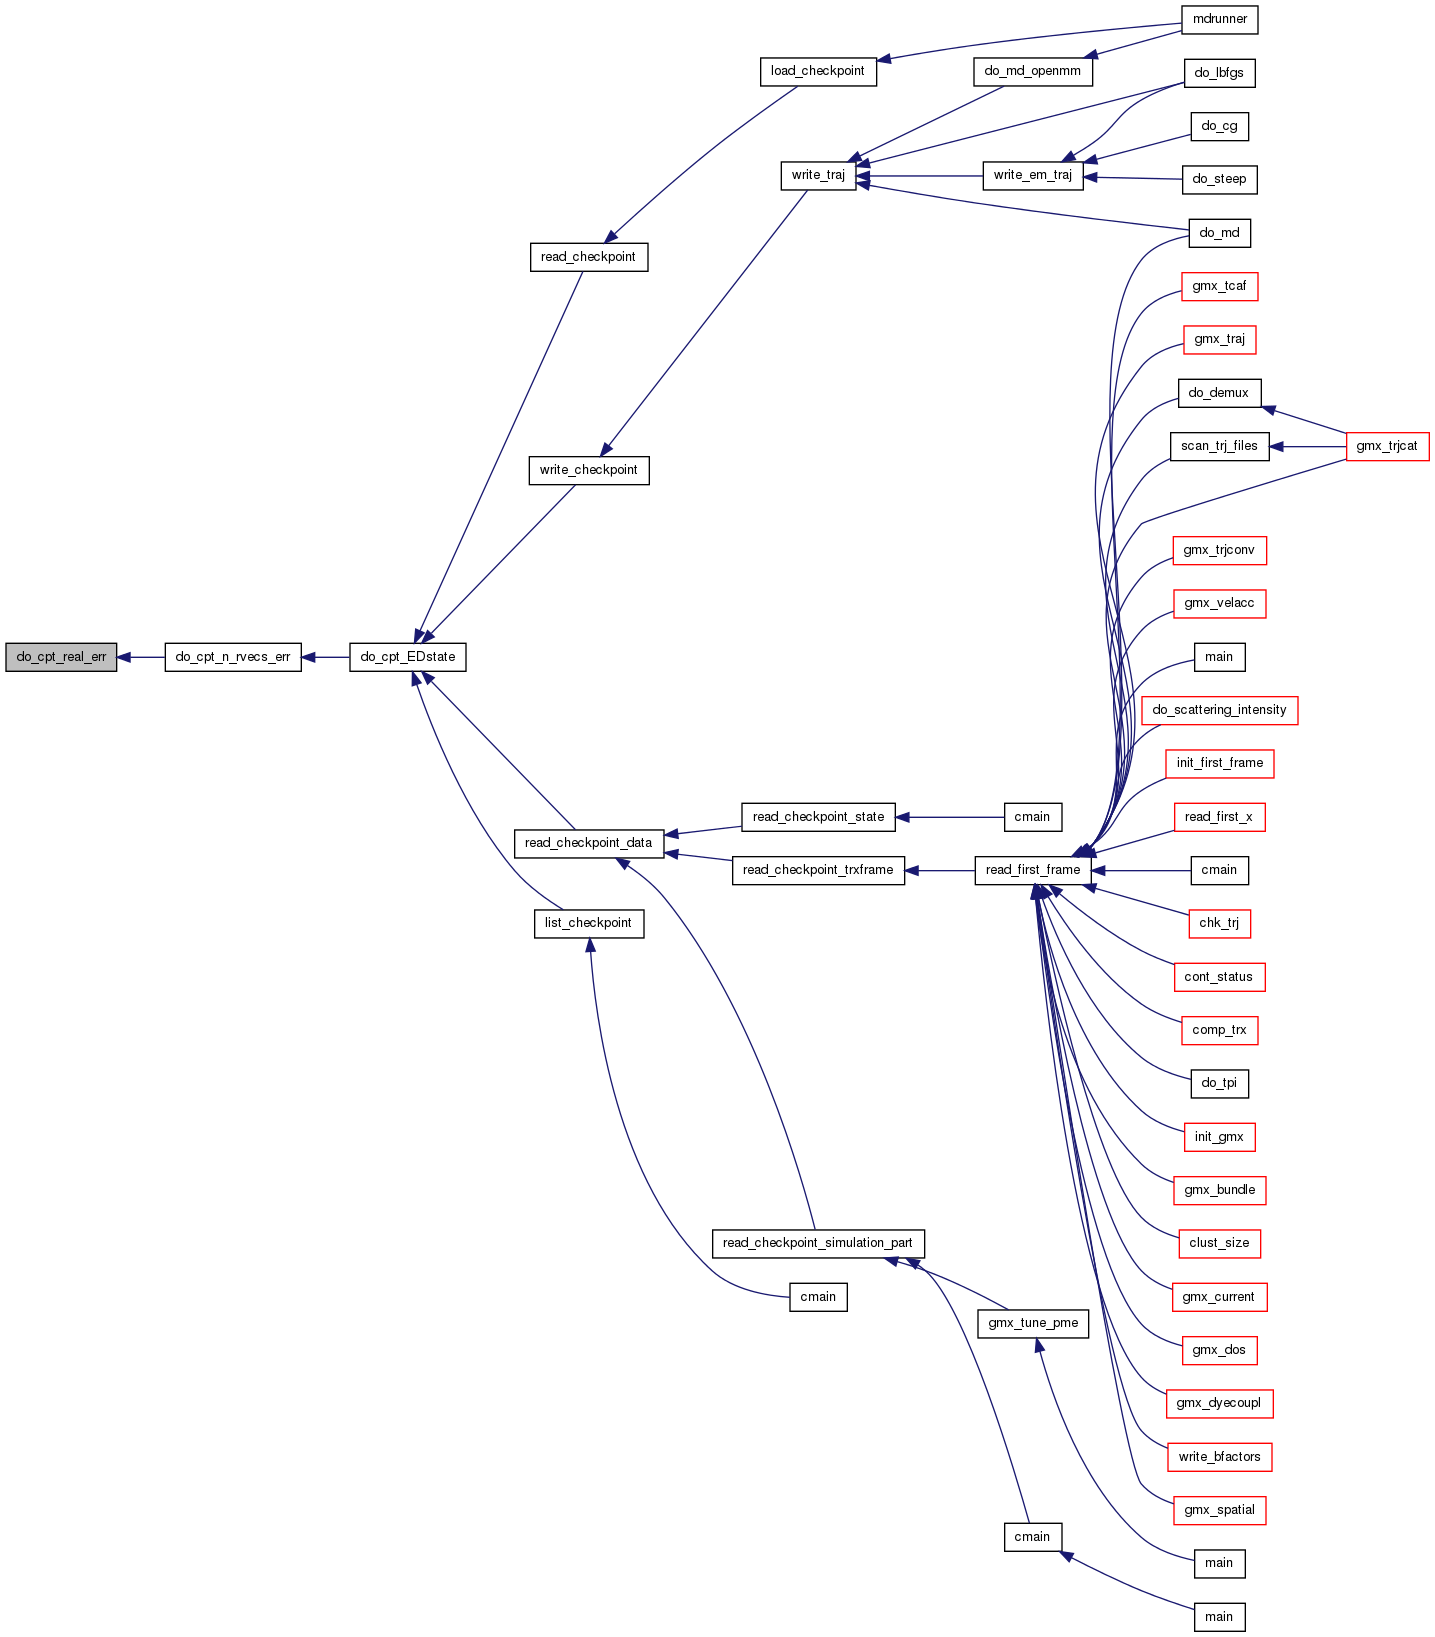 mdrunner
load_checkpoint
do_md_openmm
do_lbfgs
do_cg
write_traj
write_em_traj
do_steep
do_md
read_checkpoint
gmx_tcaf
gmx_traj
do_demux
scan_trj_files
gmx_trjcat
write_checkpoint
gmx_trjconv
gmx_velacc
do_cpt_real_err
do_cpt_n_rvecs_err
do_cpt_EDstate
main
do_scattering_intensity
init_first_frame
read_checkpoint_state
cmain
read_first_x
read_checkpoint_data
read_checkpoint_trxframe
read_first_frame
cmain
list_checkpoint
chk_trj
cont_status
comp_trx
do_tpi
init_gmx
gmx_bundle
read_checkpoint_simulation_part
clust_size
cmain
gmx_current
gmx_tune_pme
gmx_dos
gmx_dyecoupl
write_bfactors
gmx_spatial
cmain
main
main